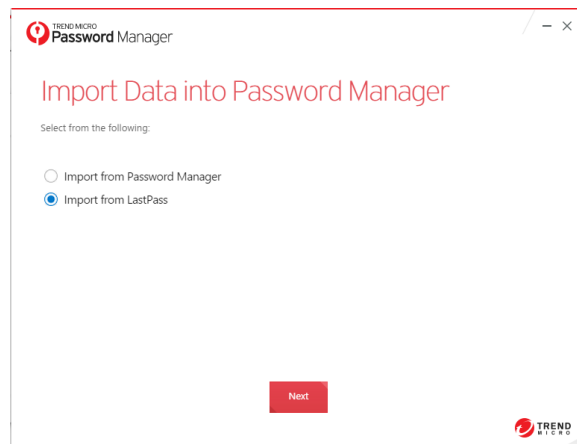 TREND MICRO
Password Manager
Import Data into Password Manager
Select from the following:
Import from Password Manager
Import from LastPass
Next
TREND
MICRO